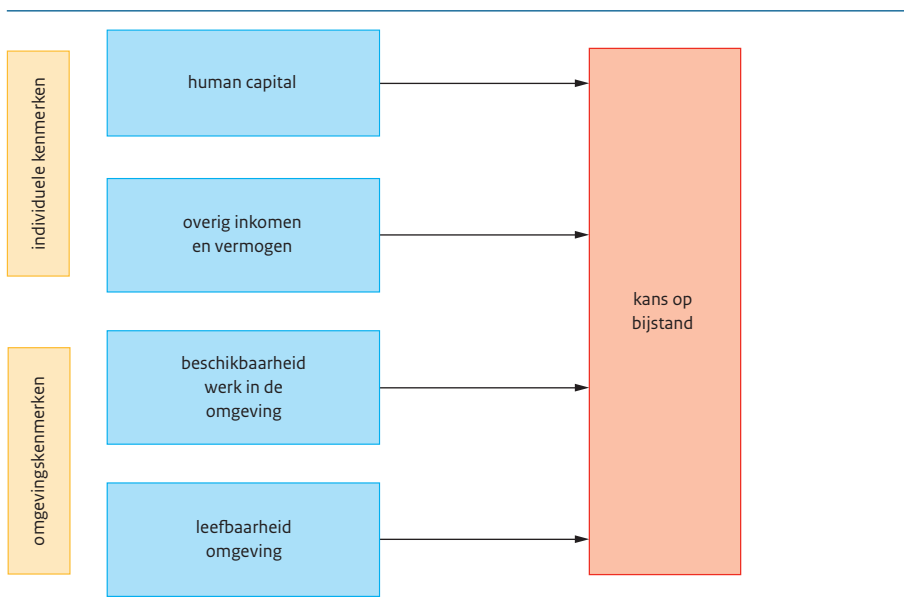 individuele kenmerken
human capital
overig inkomen
en vermogen
omgevingskenmerken
beschikbaarheid
werk in de
omgeving
leefbaarheid
omgeving
kans op
bijstand